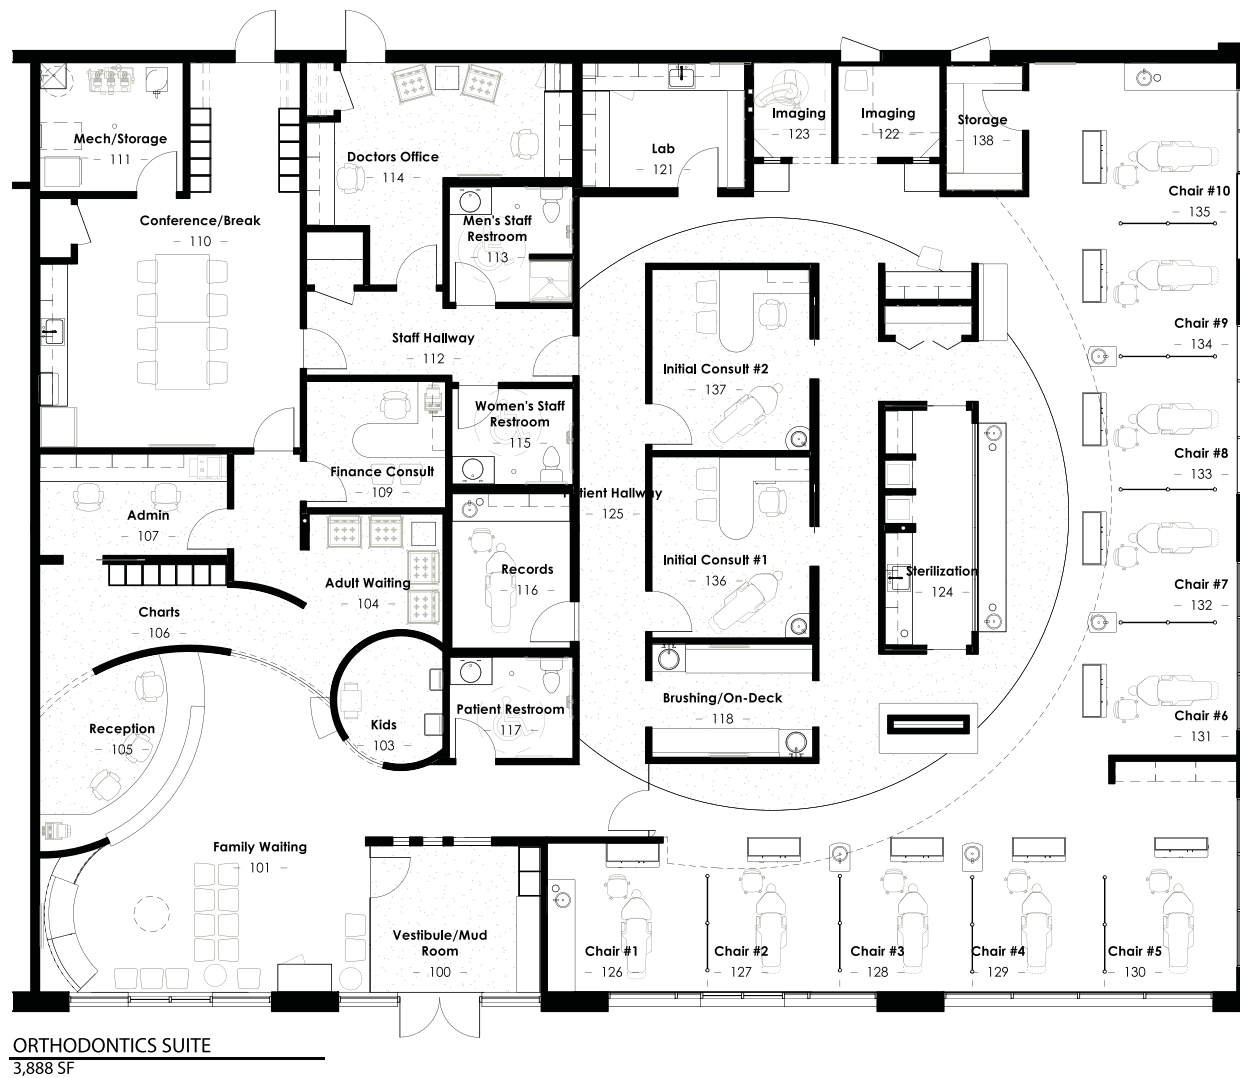 Mech/Storage
111
Conference/Break
110
Doctors Office
114
Men's Staff
Restroom
113
Lab
121
Imaging
123
Imaging
122
Storage
138
Chair #10
135
Staff Hallway
112
Initial Consult #2
137
Chair #9
134
Women's Staff
Restroom
115
Finance Consult
109
Patient Hallway
125
Chair #8
133
Admin
107
Adult Waiting
104
Records
116
Initial Consult #1
136
Sterilization
124
Chair #7
132
Charts
106
Reception
105
Kids
103
Patient Restroom
117
Brushing/On-Deck
118
Chair #6
131
Family Waiting
101
Vestibule/Mud
Room
100
Chair #1
126
Chair #2
127
Chair #3
128
Chair #4
129
Chair #5
130
ORTHODONTICS SUITE
3,888 SF